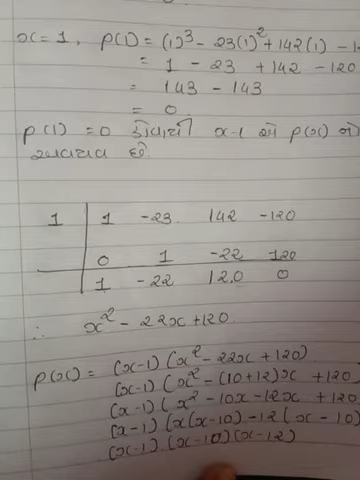 x=1, p(1) = (1)³ - 23(1)² + 142(1) - 1
= 1 - 23 + 142 - 120
= 143 - 143
= 0
p(1) = 0 હોવાથી x-1 એ p(x) નો
અવયવ છે.
1 | 1 -23 142 -120
0 1 -22 120
1 -22 120 0
∴ x² - 22x + 120
p(x) = (x-1) (x² - 22x + 120)
(x-1) (x² - (10+12)x + 120)
(x-1) (x² - 10x - 12x + 120
(x-1) (x(x-10) - 12(x - 10)
(x-1) (x-10) (x-12)